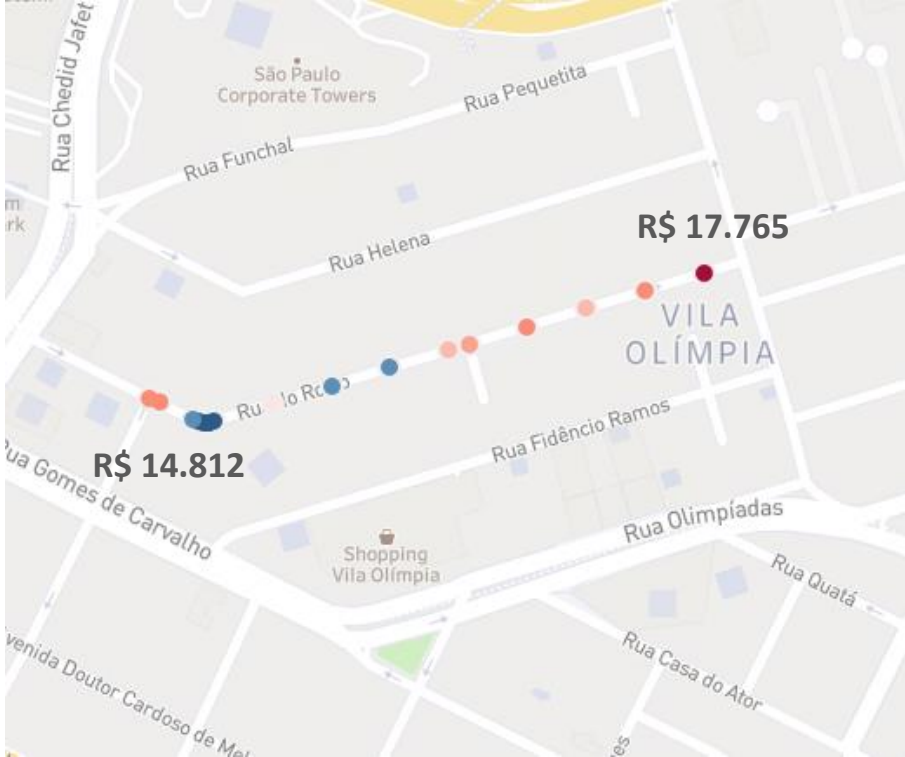 Rua Chedid Jafet
São Paulo
Corporate Towers
Rua Pequetita
Rua Funchal
R$ 17.765
Rua Helena
VILA
OLÍMPIA
R$ 14.812
Rua Fidêncio Ramos
Rua Gomes de Carvalho
Rua Olimpíadas
Shopping
Vila Olímpia
Rua Quatá
Rua Casa do Ator